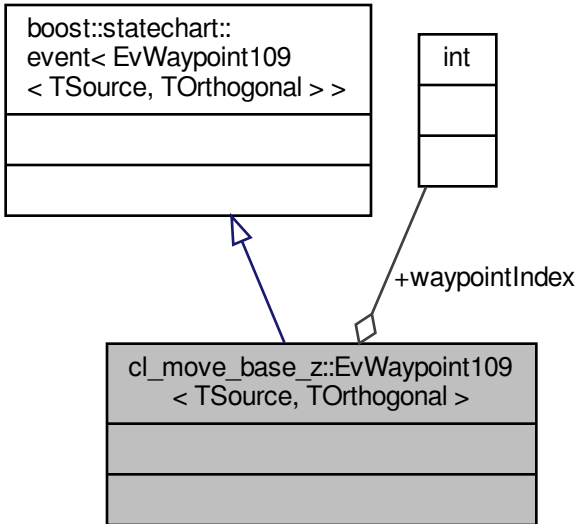 boost::statechart::
event< EvWaypoint109
< TSource, TOrthogonal > >
int
+waypointIndex
cl_move_base_z::EvWaypoint109
< TSource, TOrthogonal >